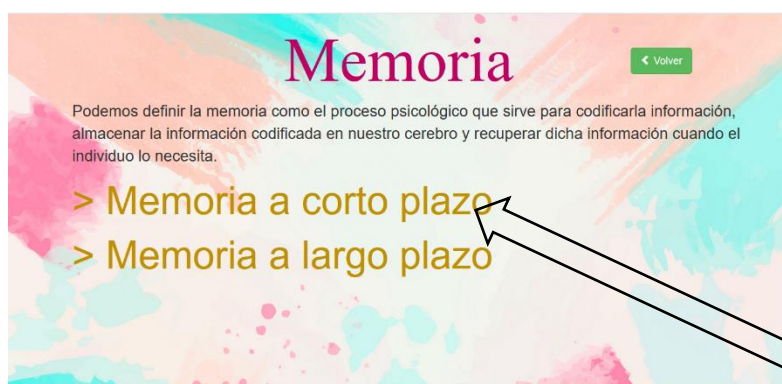 Memoria
Volver
Podemos definir la memoria como el proceso psicológico que sirve para codificarla información,
almacenar la información codificada en nuestro cerebro y recuperar dicha información cuando el
individuo lo necesita.
> Memoria a corto plazo
> Memoria a largo plazo